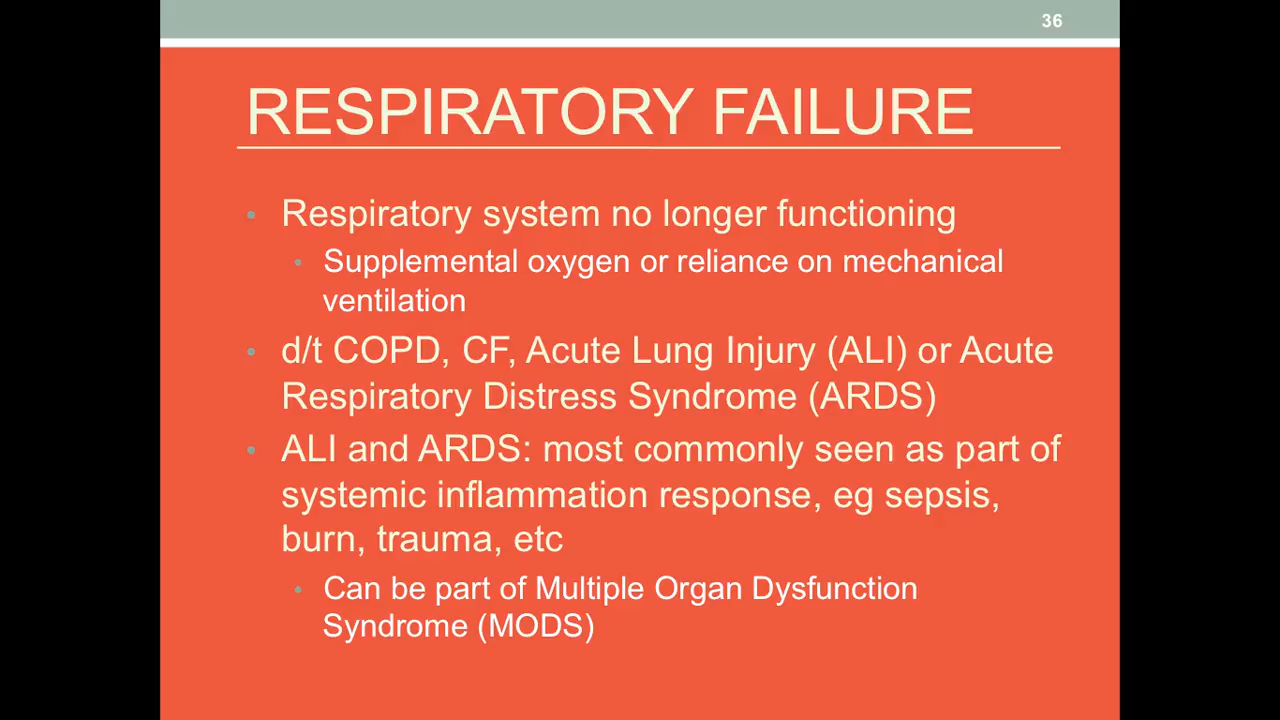 36
RESPIRATORY FAILURE
• Respiratory system no longer functioning
• Supplemental oxygen or reliance on mechanical
ventilation
• d/t COPD, CF, Acute Lung Injury (ALI) or Acute
Respiratory Distress Syndrome (ARDS)
• ALI and ARDS: most commonly seen as part of
systemic inflammation response, eg sepsis,
burn, trauma, etc
• Can be part of Multiple Organ Dysfunction
Syndrome (MODS)